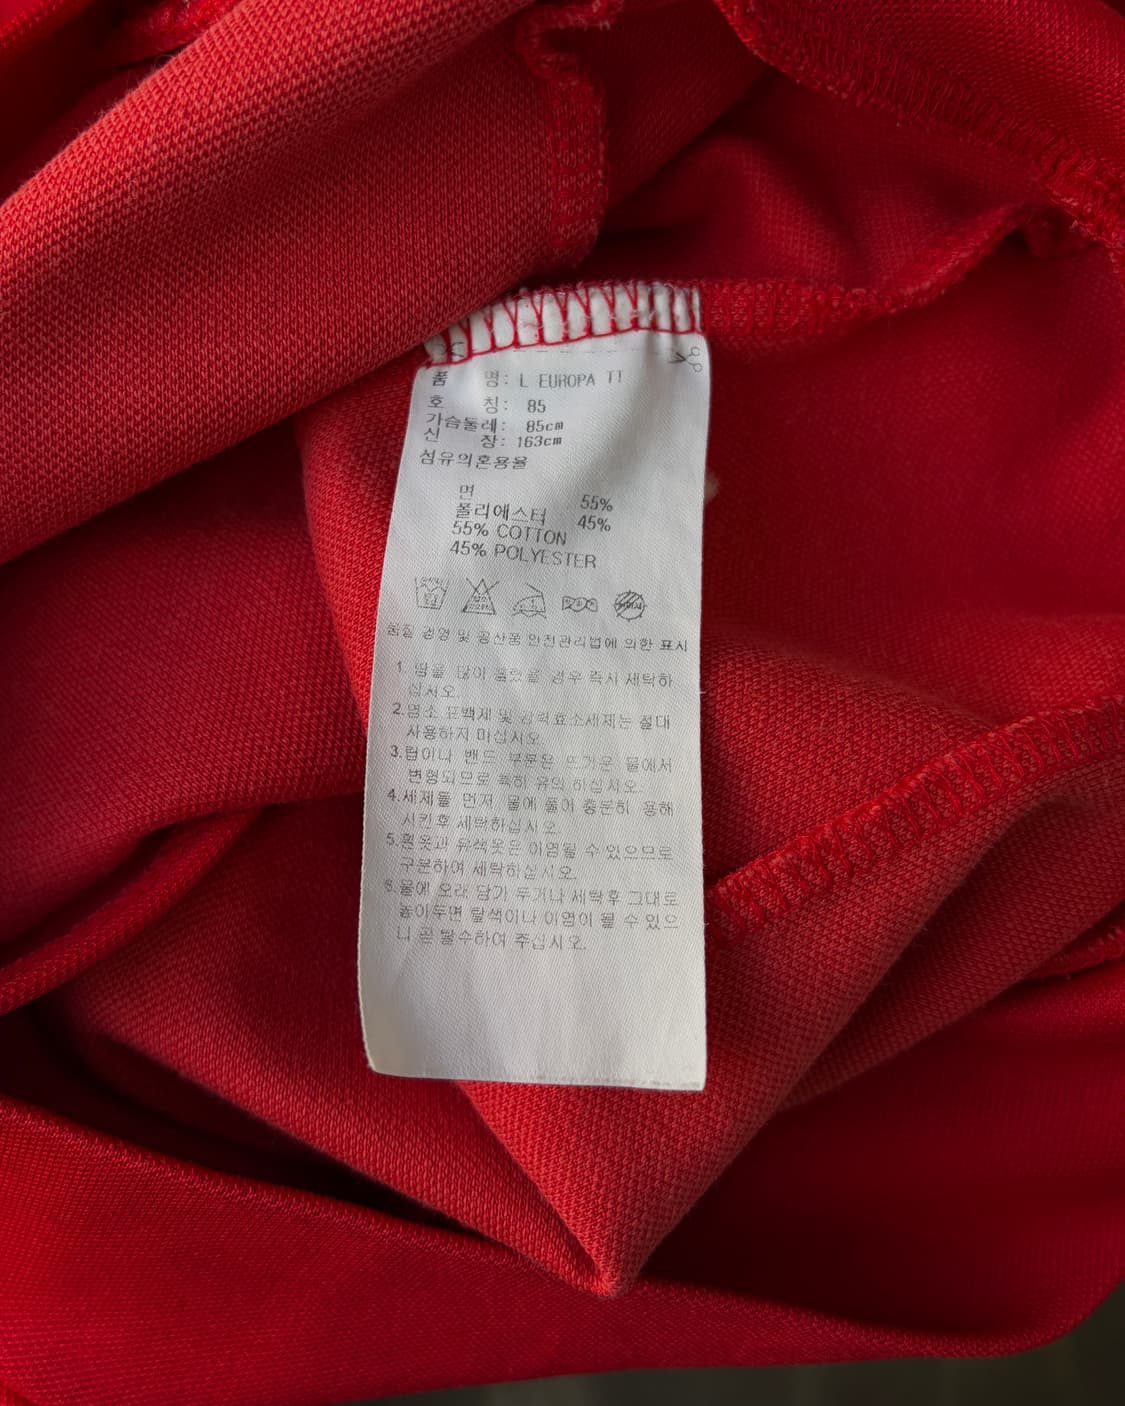 품 명: L EUROPA TT
호 칭: 85
가슴둘레: 85cm
신 장: 163cm
섬유의혼용율
면 55%
폴리에스터 45%
55% COTTON
45% POLYESTER
품질 경영 및 공산품 안전관리법에 의한 표시
1. 땀을 많이 흘렸을 경우 즉시 세탁하
십시오.
2.염소 표백제 및 강력효소세제는 절대
사용하지 마십시오.
3.럽이나 밴드 부분은 뜨거운 물에서
변형되므로 특히 유의 하십시오.
4.세제를 먼저 물에 풀어 충분히 용해
시킨후 세탁하십시오.
5.흰옷과 유색옷은 이염될 수 있으므로
구분하여 세탁하십시오.
6.물에 오래 담가 두거나 세탁후 그대로
놓아두면 탈색이나 이염이 될 수 있으
니 곧 탈수하여 주십시오.